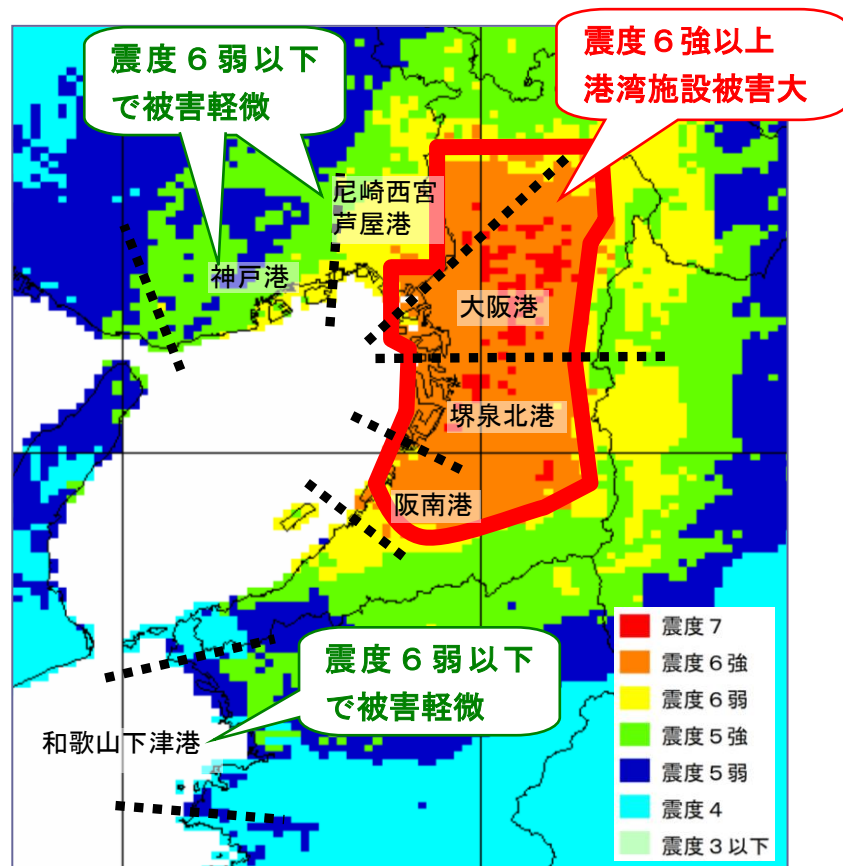 震度６弱以下
で被害軽微
震度６強以上
港湾施設被害大
尼崎西宮
芦屋港
神戸港
大阪港
堺泉北港
阪南港
震度６弱以下
で被害軽微
和歌山下津港
震度７
震度６強
震度６弱
震度５強
震度５弱
震度４
震度３以下